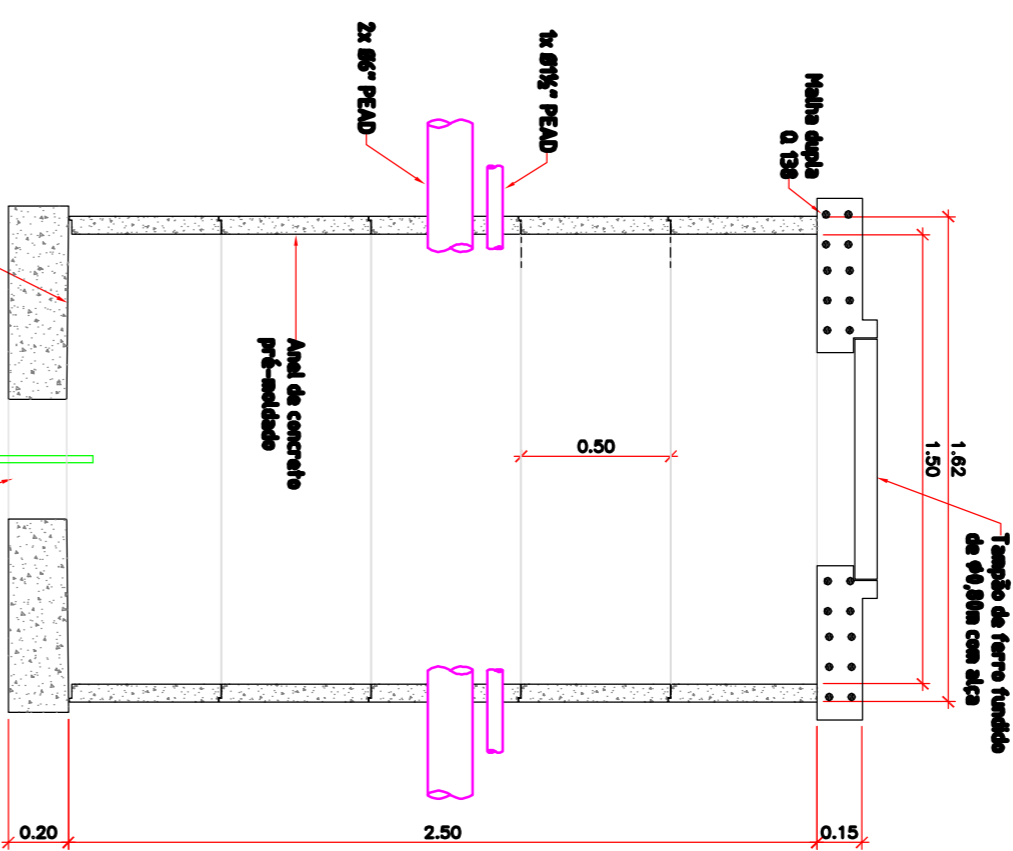 2x Ø6" PEAD
1x Ø1½" PEAD
Malha dupla
Q 138
1.62
1.50
Tampão de ferro fundido
de Ø0,80m com alça
0.50
Anel de concreto
pré-moldado
0.20
2.50
0.15